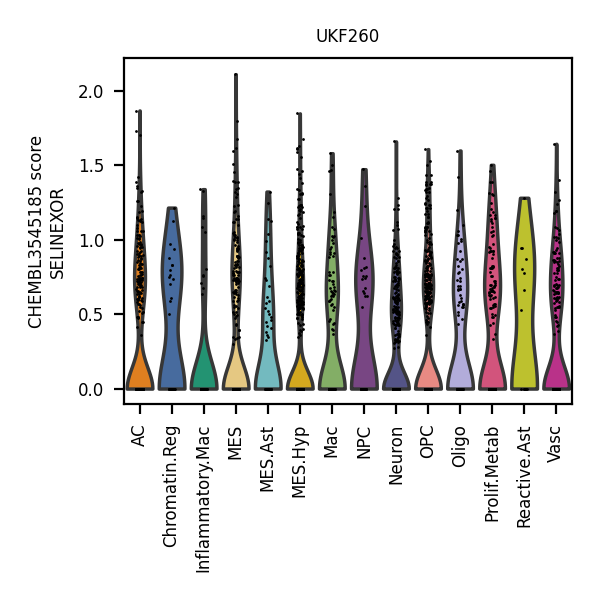 UKF260
CHEMBL3545185 score
SELINEXOR
2.0
1.5
1.0
0.5
0.0
AC
Chromatin.Reg
Inflammatory.Mac
MES
MES.Ast
MES.Hyp
Mac
NPC
Neuron
OPC
Oligo
Prolif.Metab
Reactive.Ast
Vasc